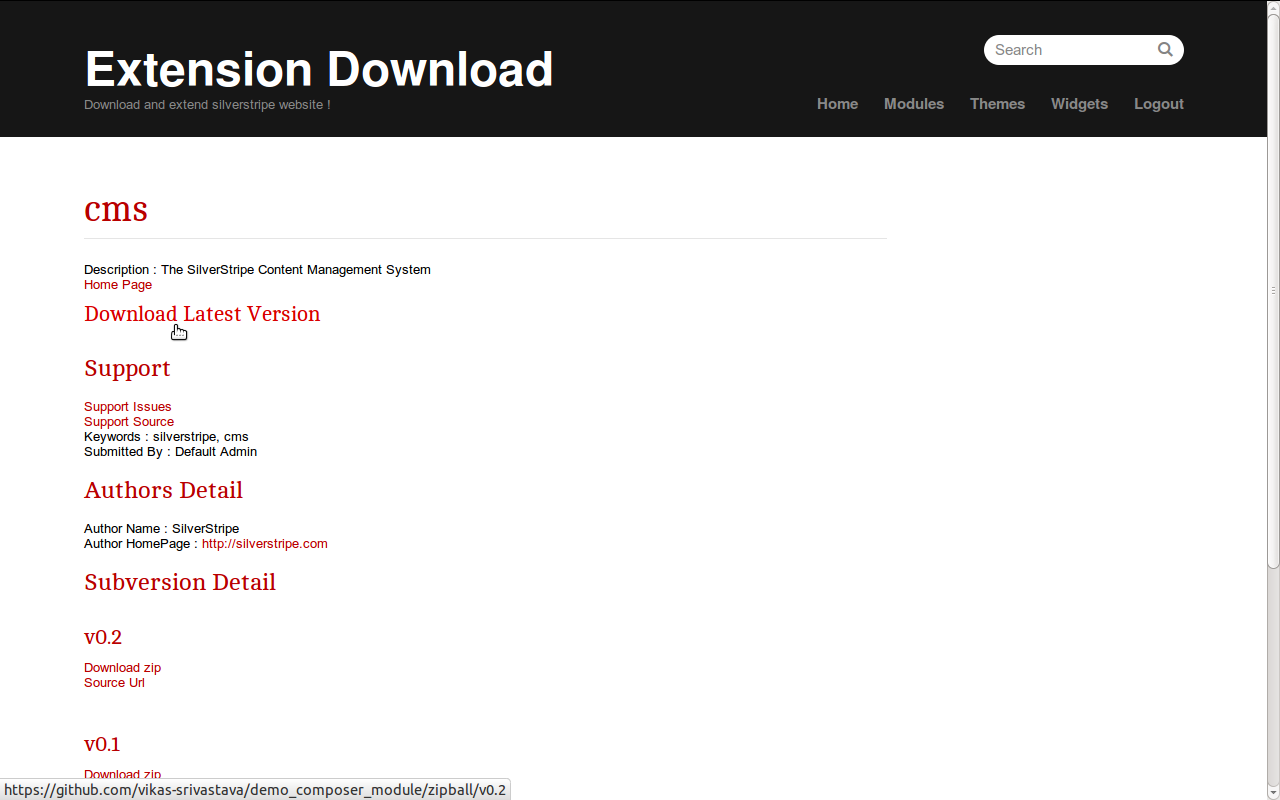 Extension Download
Search
Download and extend silverstripe website !
Home Modules Themes Widgets Logout
cms
Description : The SilverStripe Content Management System
Home Page
Download Latest Version
Support
Support Issues
Support Source
Keywords : silverstripe, cms
Submitted By : Default Admin
Authors Detail
Author Name : SilverStripe
Author HomePage : http://silverstripe.com
Subversion Detail
v0.2
Download zip
Source Url
v0.1
Download zip
https://github.com/vikas-srivastava/demo_composer_module/zipball/v0.2